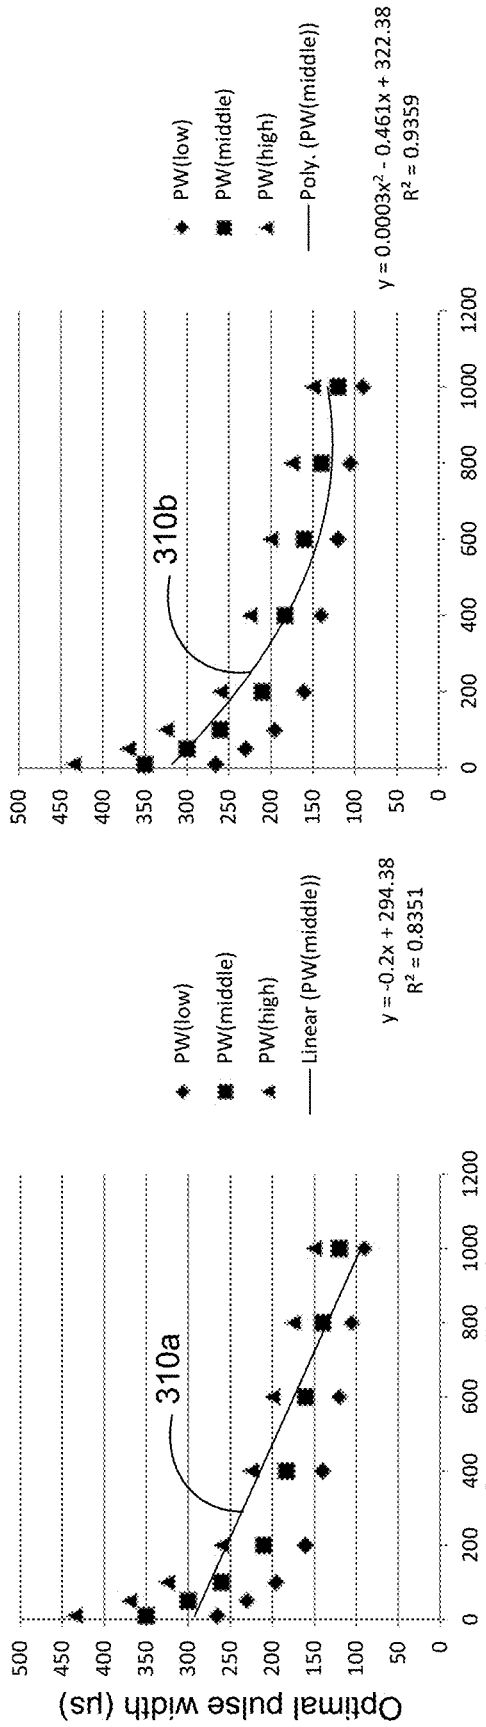 Optimal pulse width (µs)
500
450
400
350
300
250
200
150
100
50
0
0
200
400
600
800
1000
1200
310a
PW(low)
PW(middle)
PW(high)
Linear (PW(middle))
y = -0.2x + 294.38
R² = 0.8351
500
450
400
350
300
250
200
150
100
50
0
0
200
400
600
800
1000
1200
310b
PW(low)
PW(middle)
PW(high)
Poly. (PW(middle))
y = 0.0003x² - 0.461x + 322.38
R² = 0.9359